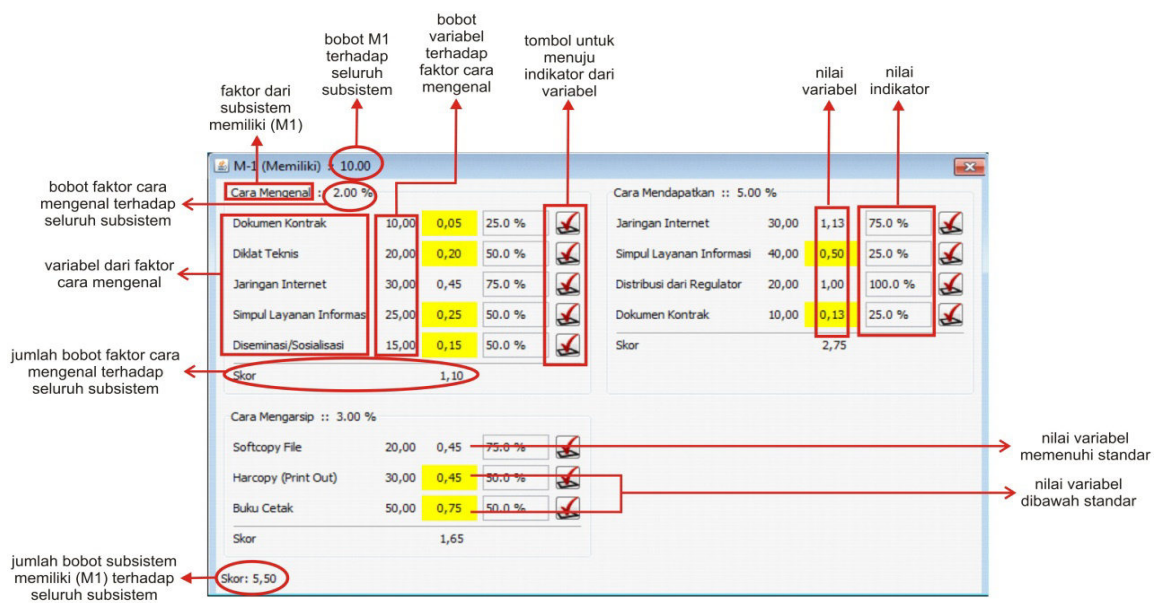 bobot
variabel
terhadap
faktor cara
mengenal
bobot M1
terhadap
seluruh
subsistem
tombol untuk
menuju
indikator dari
variabel
nilai
variabel
nilai
indikator
faktor dari
subsistem
memiliki (M1)
M-1 (Memiliki) : 10.00
bobot faktor cara
mengenal terhadap
seluruh subsistem
Cara Mengenal :: 2.00 %
Dokumen Kontrak 10,00 0,05 25.0 %
Diklat Teknis 20,00 0,20 50.0 %
variabel dari faktor
cara mengenal
Jaringan Internet 30,00 0,45 75.0 %
Simpul Layanan Informas 25,00 0,25 50.0 %
Diseminasi/Sosialisasi 15,00 0,15 50.0 %
jumlah bobot faktor cara
mengenal terhadap
seluruh subsistem
Skor 1,10
Cara Mendapatkan :: 5.00 %
Jaringan Internet 30,00 1,13 75.0 %
Simpul Layanan Informasi 40,00 0,50 25.0 %
Distribusi dari Regulator 20,00 1,00 100.0 %
Dokumen Kontrak 10,00 0,13 25.0 %
Skor 2,75
Cara Mengarsip :: 3.00 %
Softcopy File 20,00 0,45 75.0 %
Harcopy (Print Out) 30,00 0,45 50.0 %
Buku Cetak 50,00 0,75 50.0 %
Skor 1,65
nilai variabel
memenuhi standar
nilai variabel
dibawah standar
jumlah bobot subsistem
memiliki (M1) terhadap
seluruh subsistem
Skor: 5,50